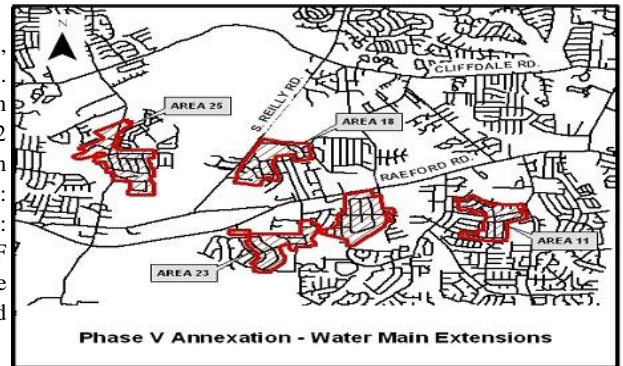 ,
.
n
2
n
:
:
F
e
d
N
CLIFFDALE RD.
AREA 25
S. REILLY RD.
AREA 18
RAEFORD RD.
AREA 11
AREA 23
Phase V Annexation - Water Main Extensions